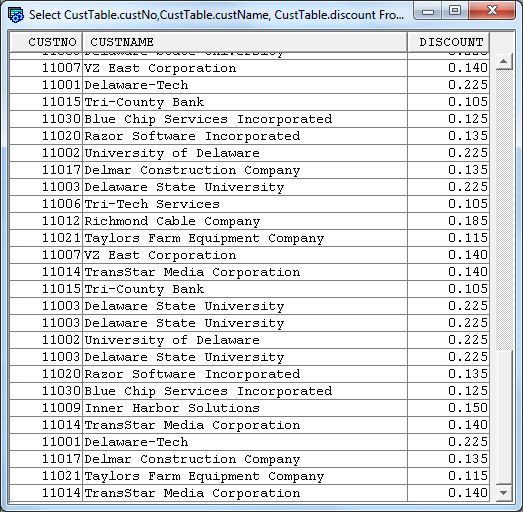 Select CustTable.custNo,CustTable.custName, CustTable.discount Fro...
CUSTNO CUSTNAME DISCOUNT
Delaware State University
11007 VZ East Corporation 0.140
11001 Delaware-Tech 0.225
11015 Tri-County Bank 0.105
11030 Blue Chip Services Incorporated 0.125
11020 Razor Software Incorporated 0.135
11002 University of Delaware 0.225
11017 Delmar Construction Company 0.135
11003 Delaware State University 0.225
11006 Tri-Tech Services 0.105
11012 Richmond Cable Company 0.185
11021 Taylors Farm Equipment Company 0.115
11007 VZ East Corporation 0.140
11014 TransStar Media Corporation 0.140
11015 Tri-County Bank 0.105
11003 Delaware State University 0.225
11003 Delaware State University 0.225
11002 University of Delaware 0.225
11003 Delaware State University 0.225
11020 Razor Software Incorporated 0.135
11030 Blue Chip Services Incorporated 0.125
11009 Inner Harbor Solutions 0.150
11014 TransStar Media Corporation 0.140
11001 Delaware-Tech 0.225
11017 Delmar Construction Company 0.135
11021 Taylors Farm Equipment Company 0.115
11014 TransStar Media Corporation 0.140